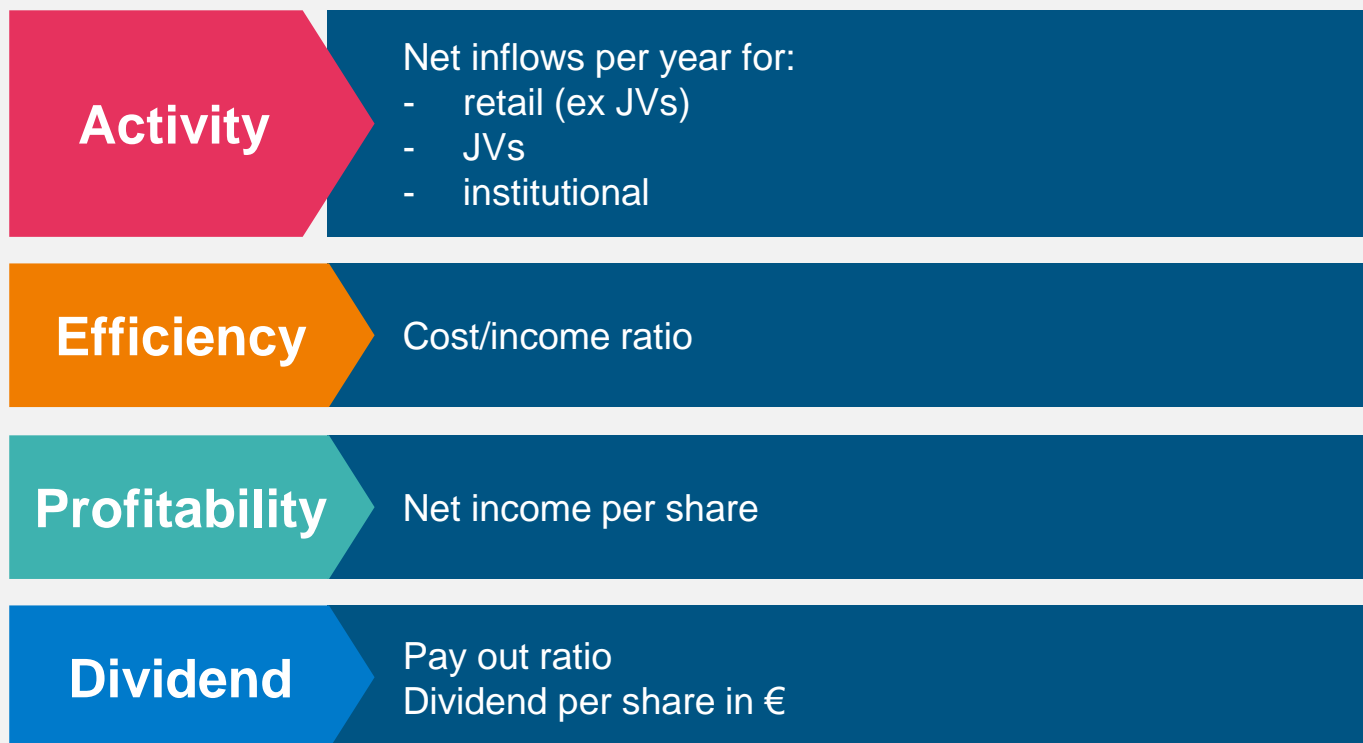 Activity
Net inflows per year for:
- retail (ex JVs)
- JVs
- institutional
Efficiency
Cost/income ratio
Profitability
Net income per share
Dividend
Pay out ratio
Dividend per share in €